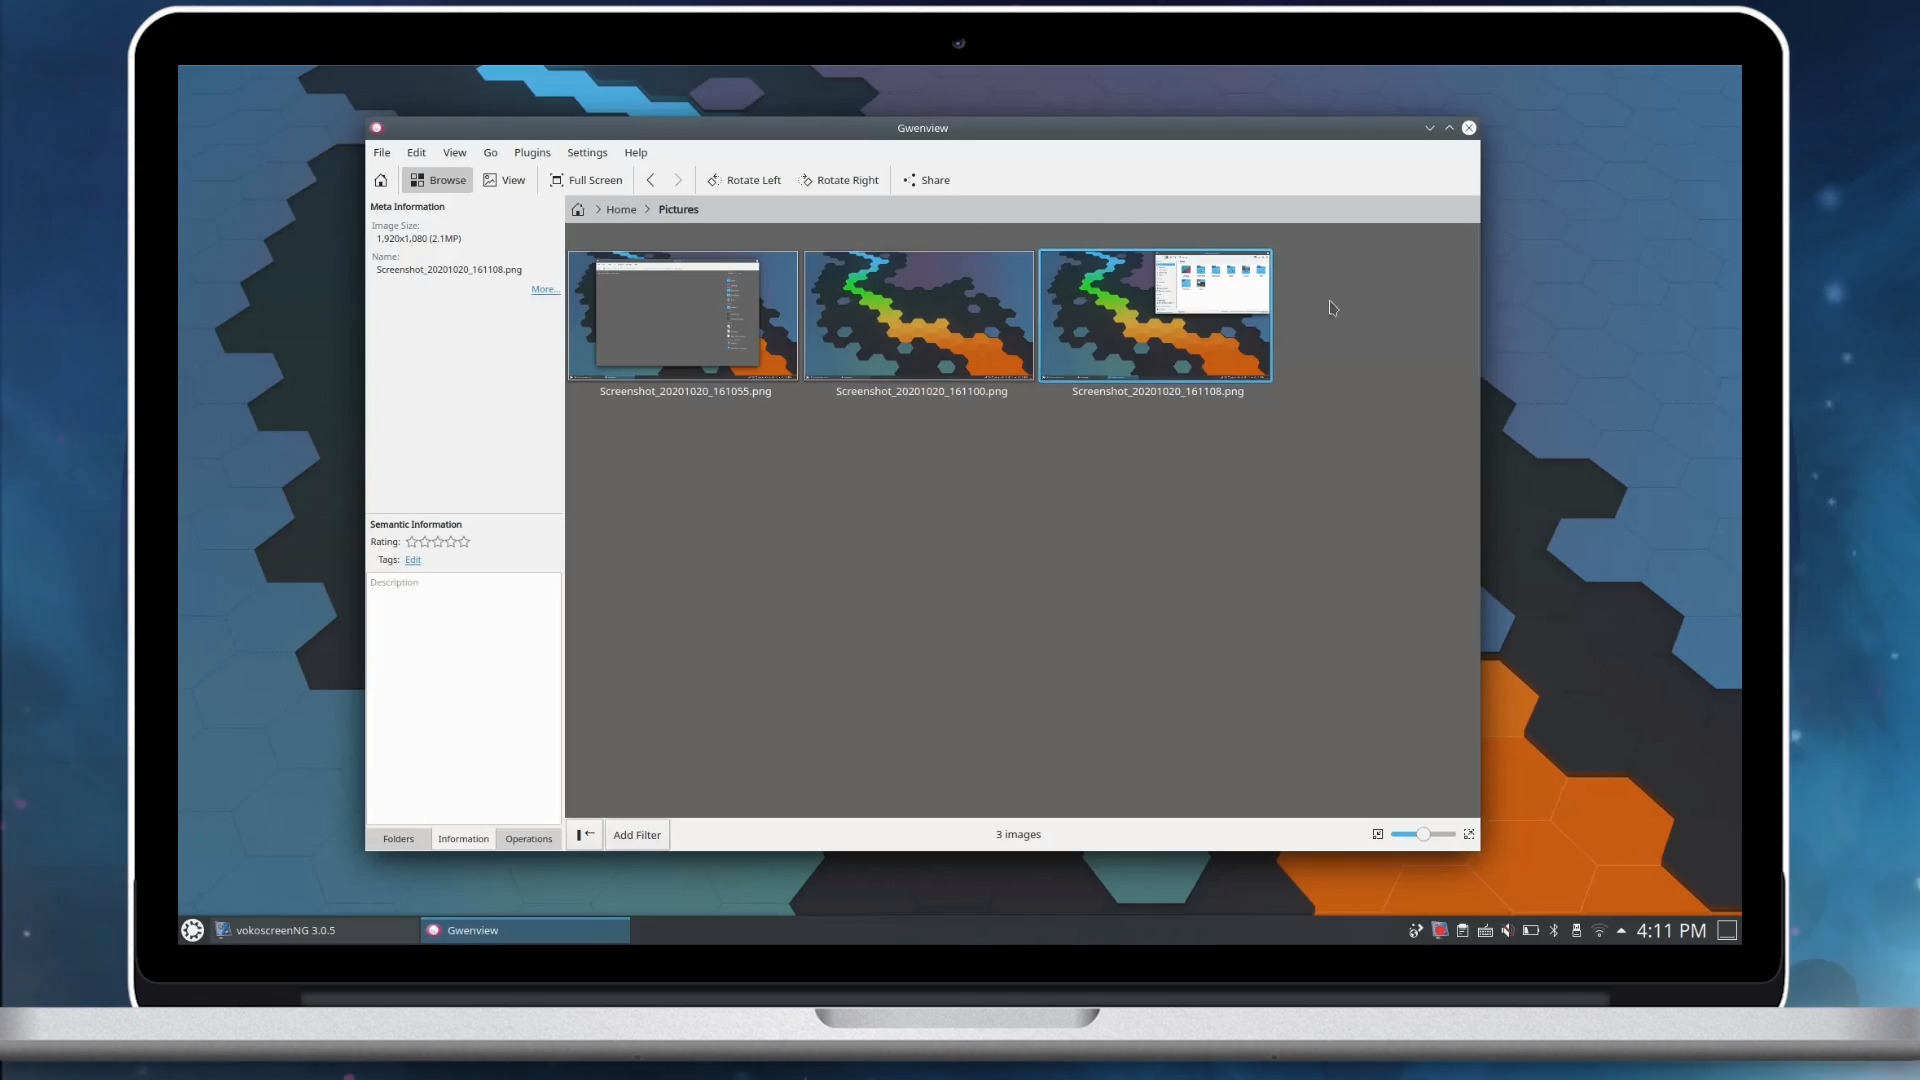 Gwenview
File Edit View Go Plugins Settings Help
Browse View Full Screen Rotate Left Rotate Right Share
Meta Information
Image Size:
1,920x1,080 (2.1MP)
Name:
Screenshot_20201020_161108.png
More...
Home Pictures
Screenshot_20201020_161055.png Screenshot_20201020_161100.png Screenshot_20201020_161108.png
Semantic Information
Rating:
Tags: Edit
Description
Folders Information Operations
Add Filter
3 images
vokoscreenNG 3.0.5
Gwenview
4:11 PM